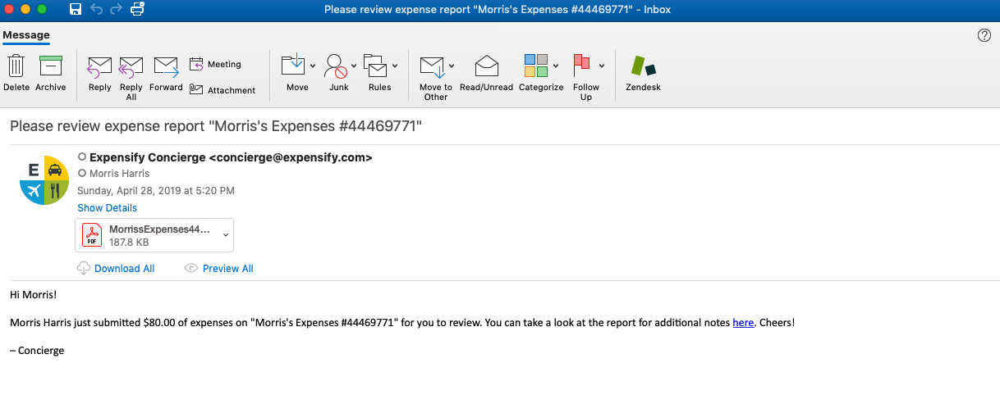 Please review expense report "Morris's Expenses #44469771" - Inbox
Message
Delete Archive Reply Reply All Forward Meeting Attachment Move Junk Rules Move to Other Read/Unread Categorize Follow Up Zendesk
Please review expense report "Morris's Expenses #44469771"
E
Expensify Concierge <concierge@expensify.com>
Morris Harris
Sunday, April 28, 2019 at 5:20 PM
Show Details
PDF
MorrissExpenses44...
187.8 KB
Download All Preview All
Hi Morris!
Morris Harris just submitted $80.00 of expenses on "Morris's Expenses #44469771" for you to review. You can take a look at the report for additional notes here. Cheers!
– Concierge